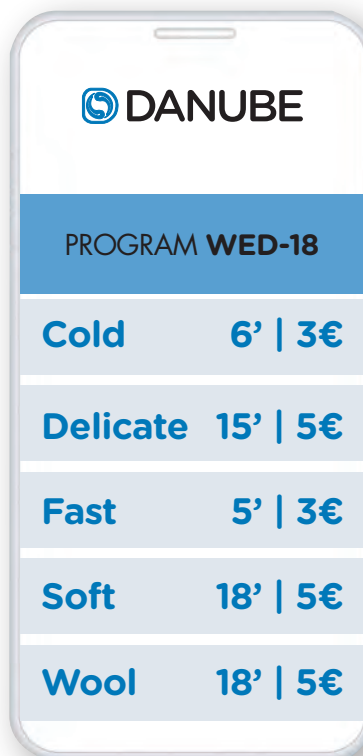 DANUBE
PROGRAM WED-18
Cold 6’ | 3€
Delicate 15’ | 5€
Fast 5’ | 3€
Soft 18’ | 5€
Wool 18’ | 5€